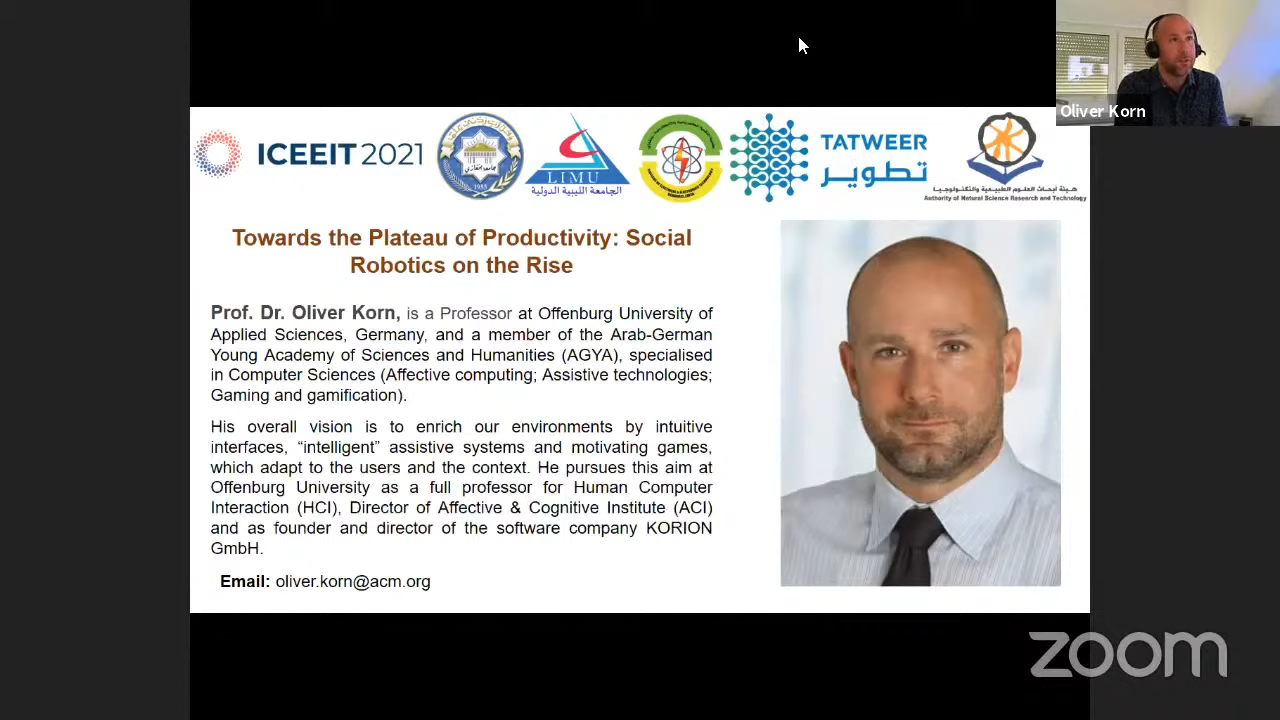 Oliver Korn
ICEEIT 2021
1955
LIMU
الجامعة الليبية الدولية
TATWEER
تطوير
هيئة أبحاث العلوم الطبيعية والتكنولوجيا
Authority of Natural Science Research and Technology
Towards the Plateau of Productivity: Social
Robotics on the Rise
Prof. Dr. Oliver Korn, is a Professor at Offenburg University of
Applied Sciences, Germany, and a member of the Arab-German
Young Academy of Sciences and Humanities (AGYA), specialised
in Computer Sciences (Affective computing; Assistive technologies;
Gaming and gamification).
His overall vision is to enrich our environments by intuitive
interfaces, “intelligent” assistive systems and motivating games,
which adapt to the users and the context. He pursues this aim at
Offenburg University as a full professor for Human Computer
Interaction (HCI), Director of Affective & Cognitive Institute (ACI)
and as founder and director of the software company KORION
GmbH.
Email: oliver.korn@acm.org
zoom